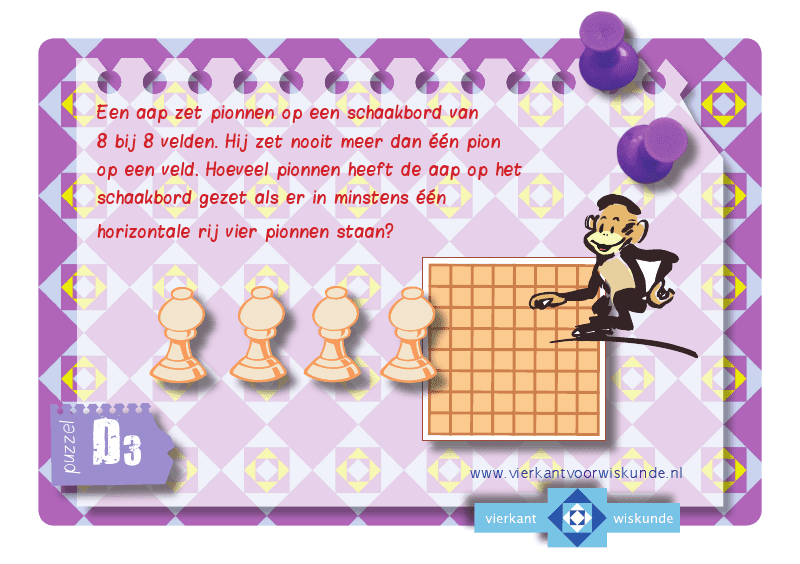 Een aap zet pionnen op een schaakbord van
8 bij 8 velden. Hij zet nooit meer dan één pion
op een veld. Hoeveel pionnen heeft de aap op het
schaakbord gezet als er in minstens één
horizontale rij vier pionnen staan?
puzzel D3
www.vierkantvoorwiskunde.nl
vierkant wiskunde